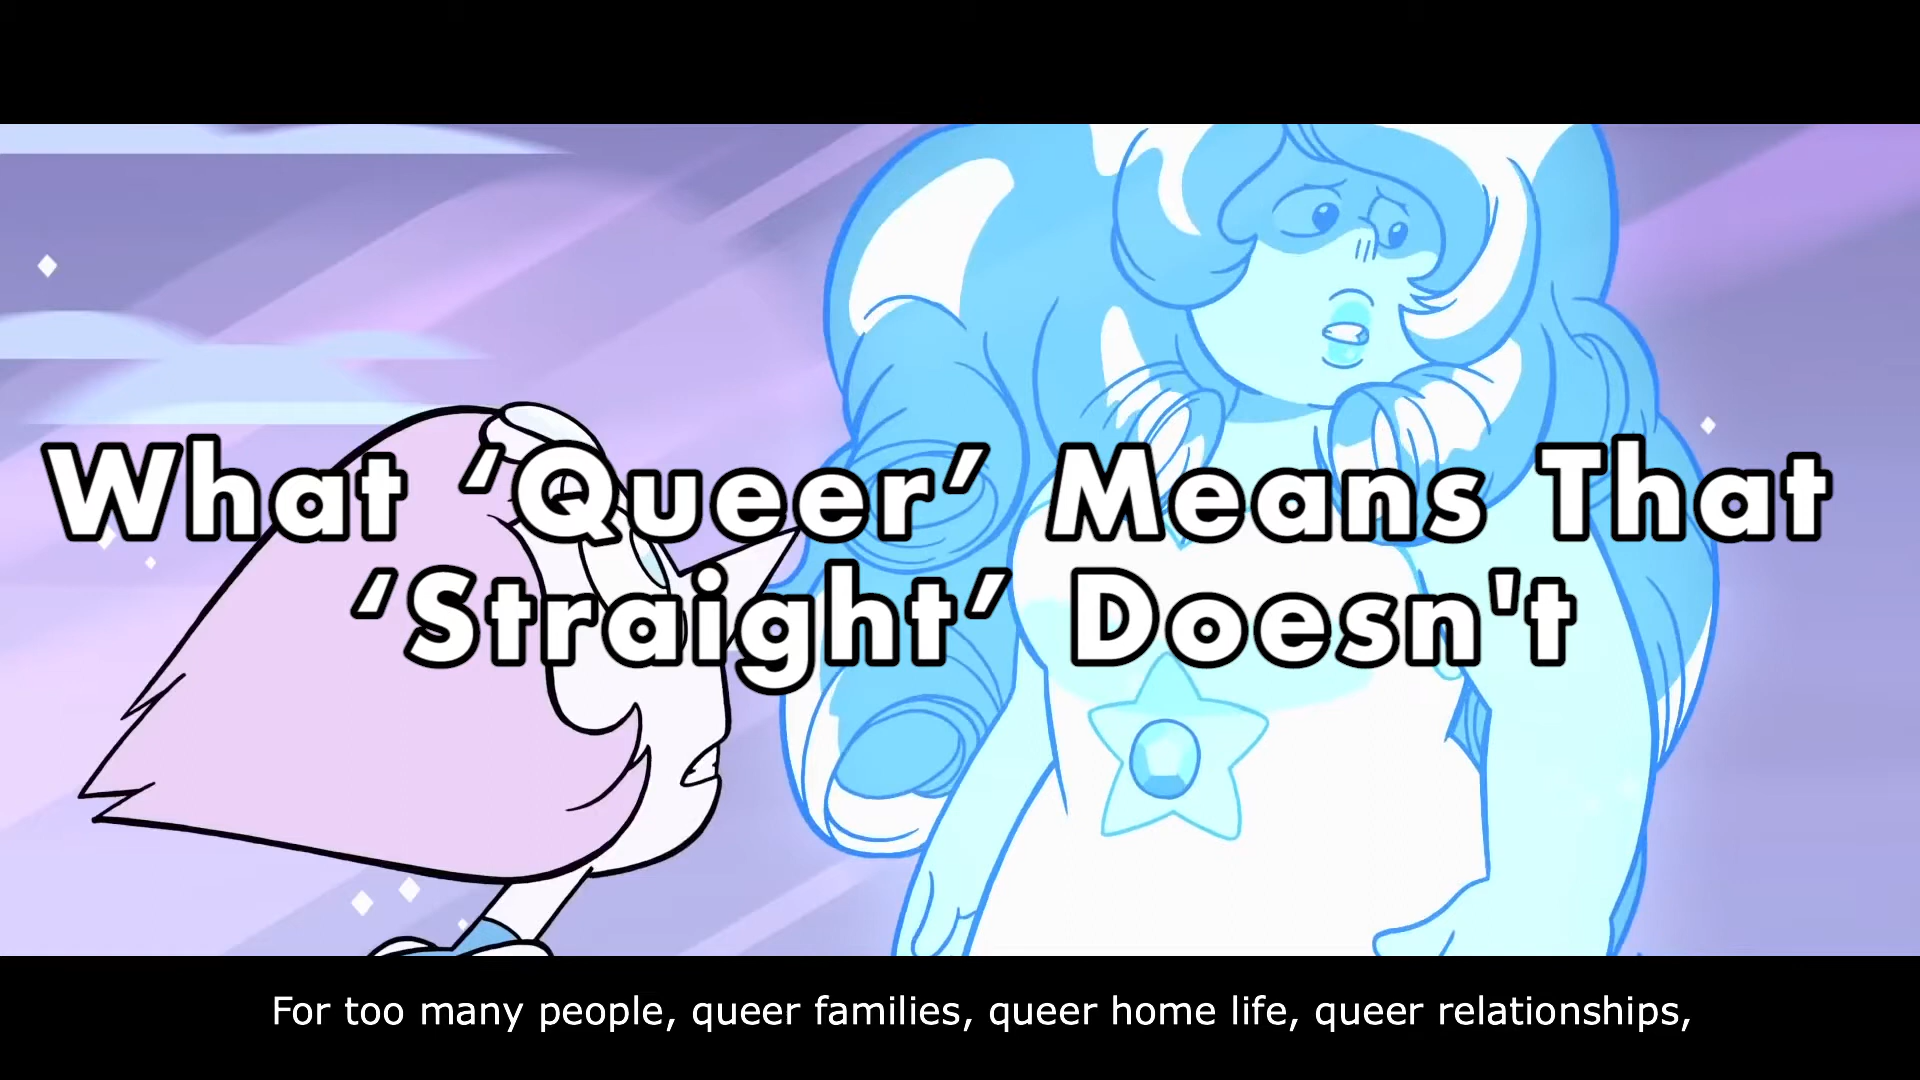 What ‘Queer’ Means That
‘Straight’ Doesn't
For too many people, queer families, queer home life, queer relationships,